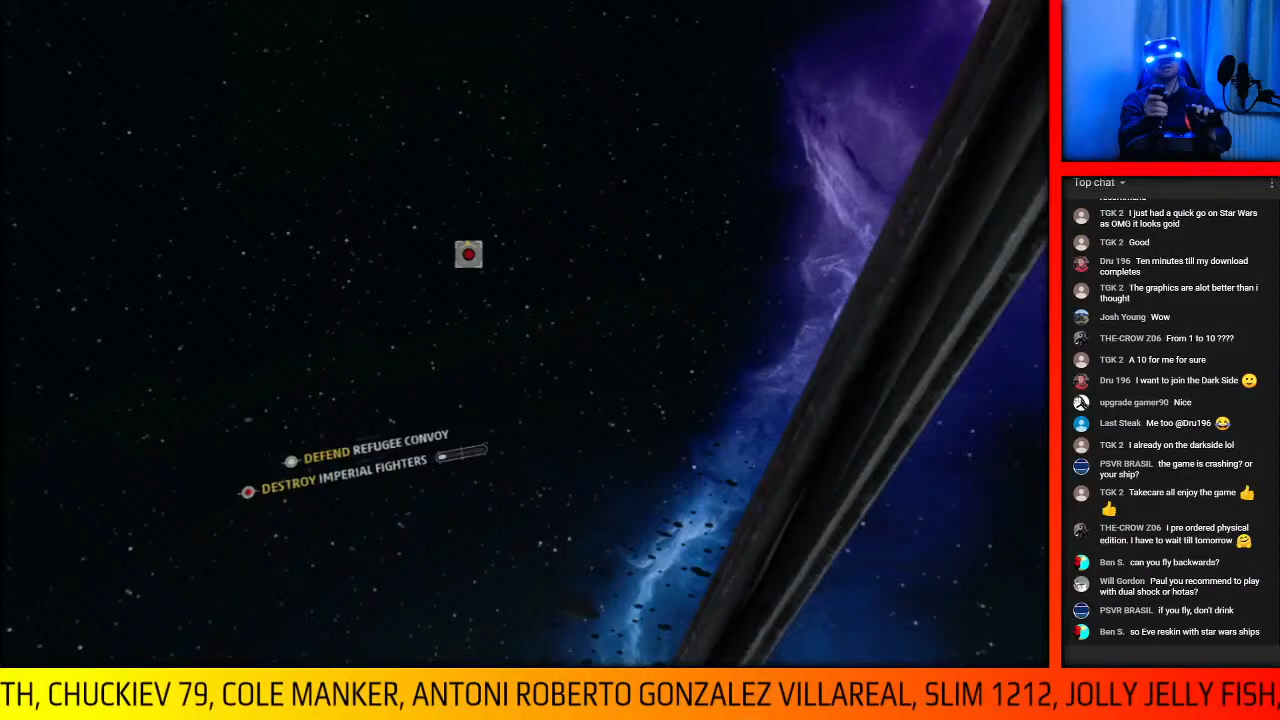 DEFEND REFUGEE CONVOY
DESTROY IMPERIAL FIGHTERS
Top chat
TGK 2 I just had a quick go on Star Wars
as OMG it looks goid
TGK 2 Good
Dru 196 Ten minutes till my download
completes
TGK 2 The graphics are alot better than i
thought
Josh Young Wow
THE-CROW Z06 From 1 to 10 ????
TGK 2 A 10 for me for sure
Dru 196 I want to join the Dark Side
upgrade gamer90 Nice
Last Steak Me too @Dru196
TGK 2 I already on the darkside lol
PSVR BRASIL the game is crashing? or
your ship?
TGK 2 Takecare all enjoy the game
THE-CROW Z06 I pre ordered physical
edition. I have to wait till tomorrow
Ben S. can you fly backwards?
Will Gordon Paul you recommend to play
with dual shock or hotas?
PSVR BRASIL if you fly, don't drink
Ben S. so Eve reskin with star wars ships
TH, CHUCKIEV 79, COLE MANKER, ANTONI ROBERTO GONZALEZ VILLAREAL, SLIM 1212, JOLLY JELLY FISH,